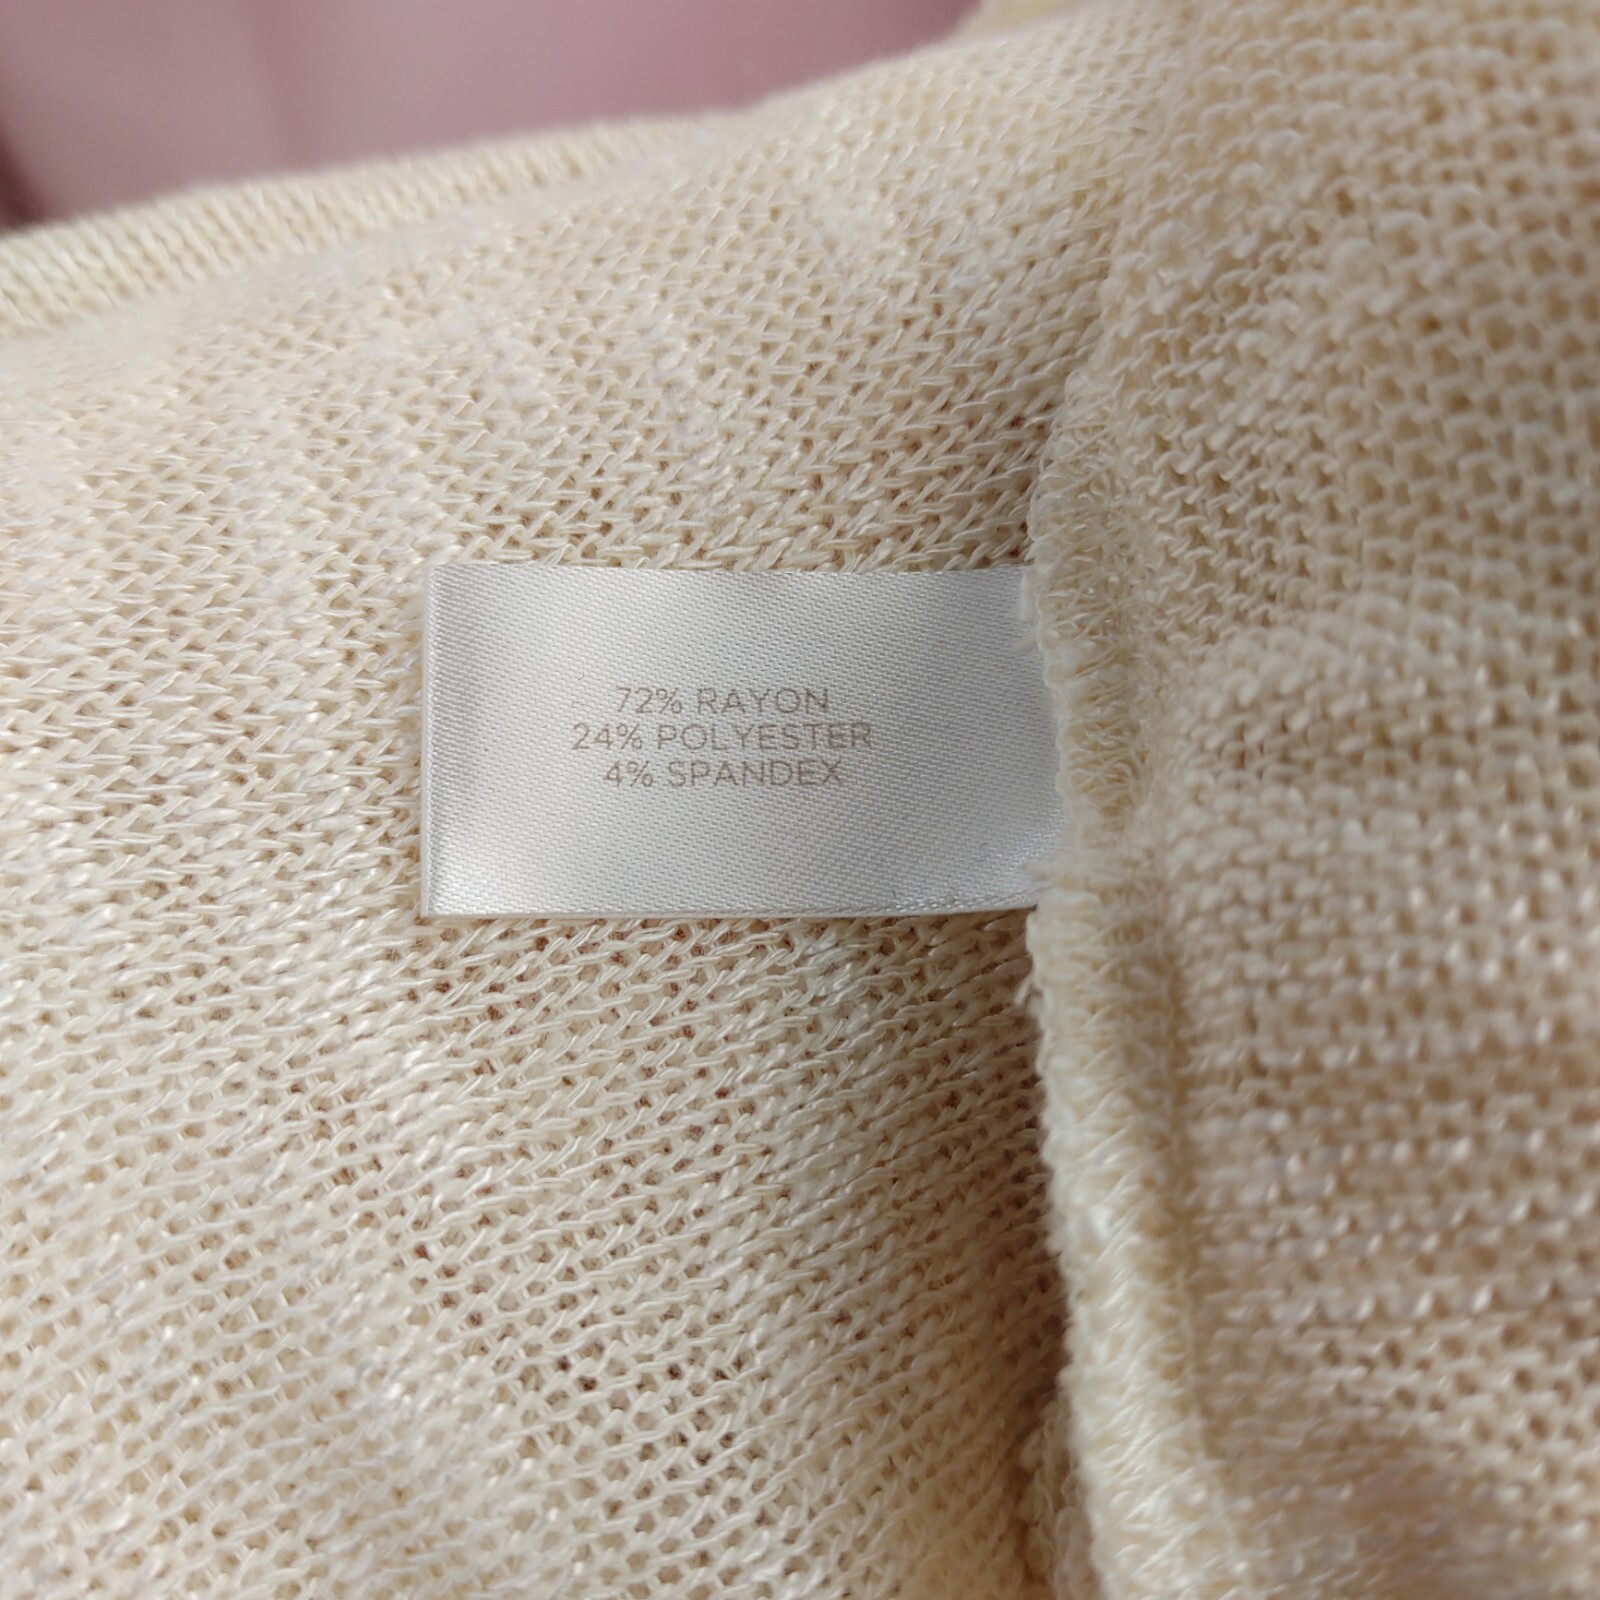 72% RAYON
24% POLYESTER
4% SPANDEX